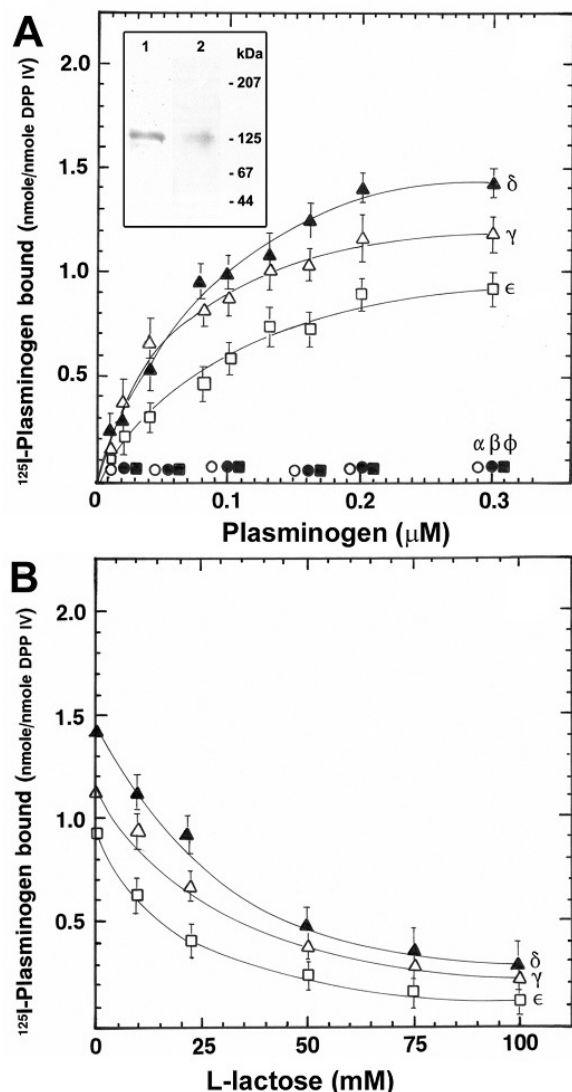 A
1 2 kDa
- 207
- 125
- 67
- 44
¹²⁵I-Plasminogen bound (nmole/nmole DPP IV)
2.0
1.5
1.0
0.5
δ
γ
ϵ
α β ϕ
0 0.1 0.2 0.3
Plasminogen (μM)
B
¹²⁵I-Plasminogen bound (nmole/nmole DPP IV)
2.0
1.5
1.0
0.5
δ
γ
ϵ
0 25 50 75 100
L-lactose (mM)